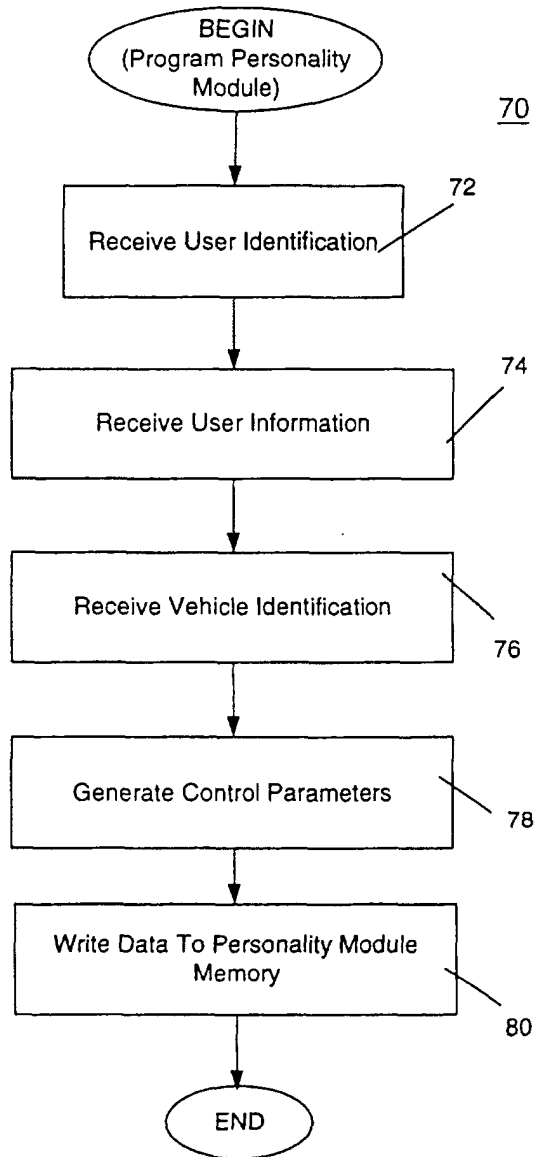 BEGIN
(Program Personality
Module)
70
72
Receive User Identification
74
Receive User Information
Receive Vehicle Identification
76
Generate Control Parameters
78
Write Data To Personality Module
Memory
80
END